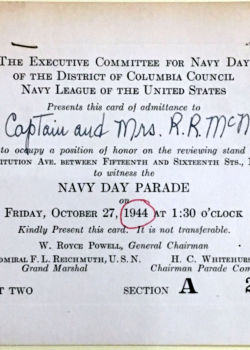 THE EXECUTIVE COMMITTEE FOR NAVY DAY
OF THE DISTRICT OF COLUMBIA COUNCIL
NAVY LEAGUE OF THE UNITED STATES
Presents this card of admittance to
Captain and Mrs. R.R. McN
to occupy a position of honor on the reviewing stand
AVE. BETWEEN FIFTEENTH AND SIXTEENTH STS.,
to witness the
NAVY DAY PARADE
on
FRIDAY, OCTOBER 27, 1944 AT 1:30 O'CLOCK
Kindly Present this card. It is not transferable.
W. ROYCE POWELL, General Chairman
F. L. REICHMUTH, U. S. N. H. C. WHITEHURS
Grand Marshal Chairman Parade Com
TWO SECTION A 2